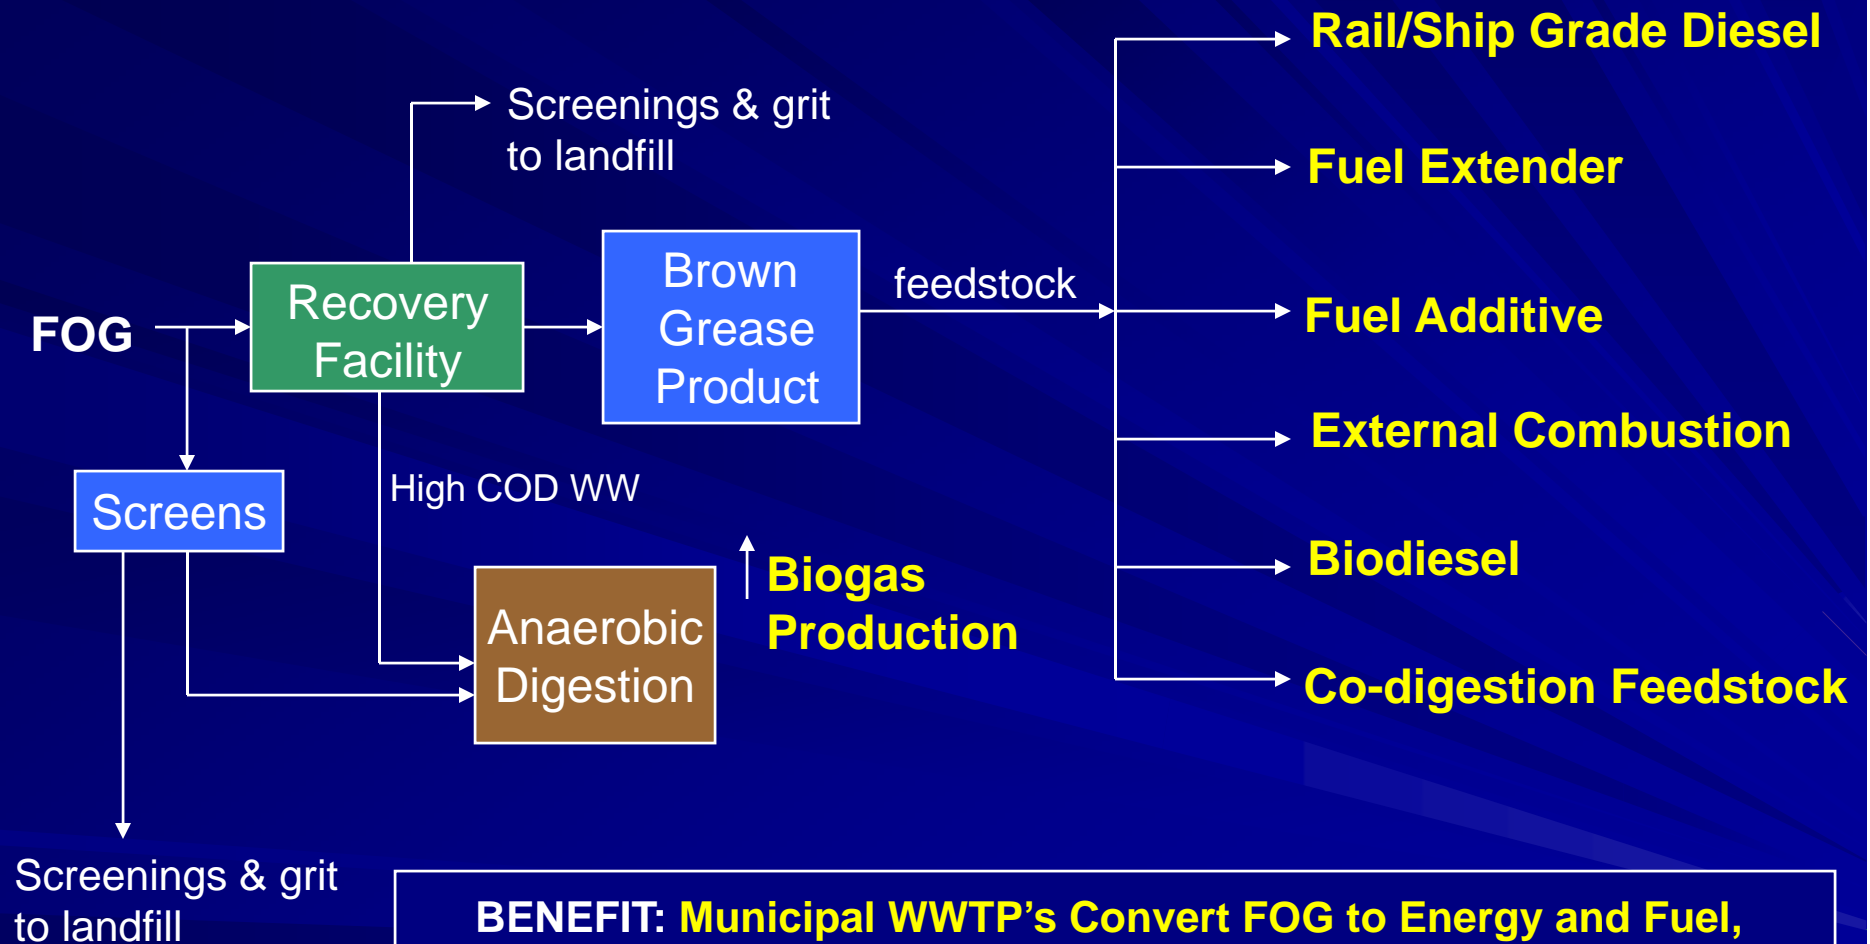 Rail/Ship Grade Diesel
Screenings & grit
to landfill
Fuel Extender
FOG
Recovery
Facility
Brown
Grease
Product
feedstock
Fuel Additive
External Combustion
Screens
High COD WW
Biogas
Production
Biodiesel
Anaerobic
Digestion
Co-digestion Feedstock
Screenings & grit
to landfill
BENEFIT: Municipal WWTP's Convert FOG to Energy and Fuel,